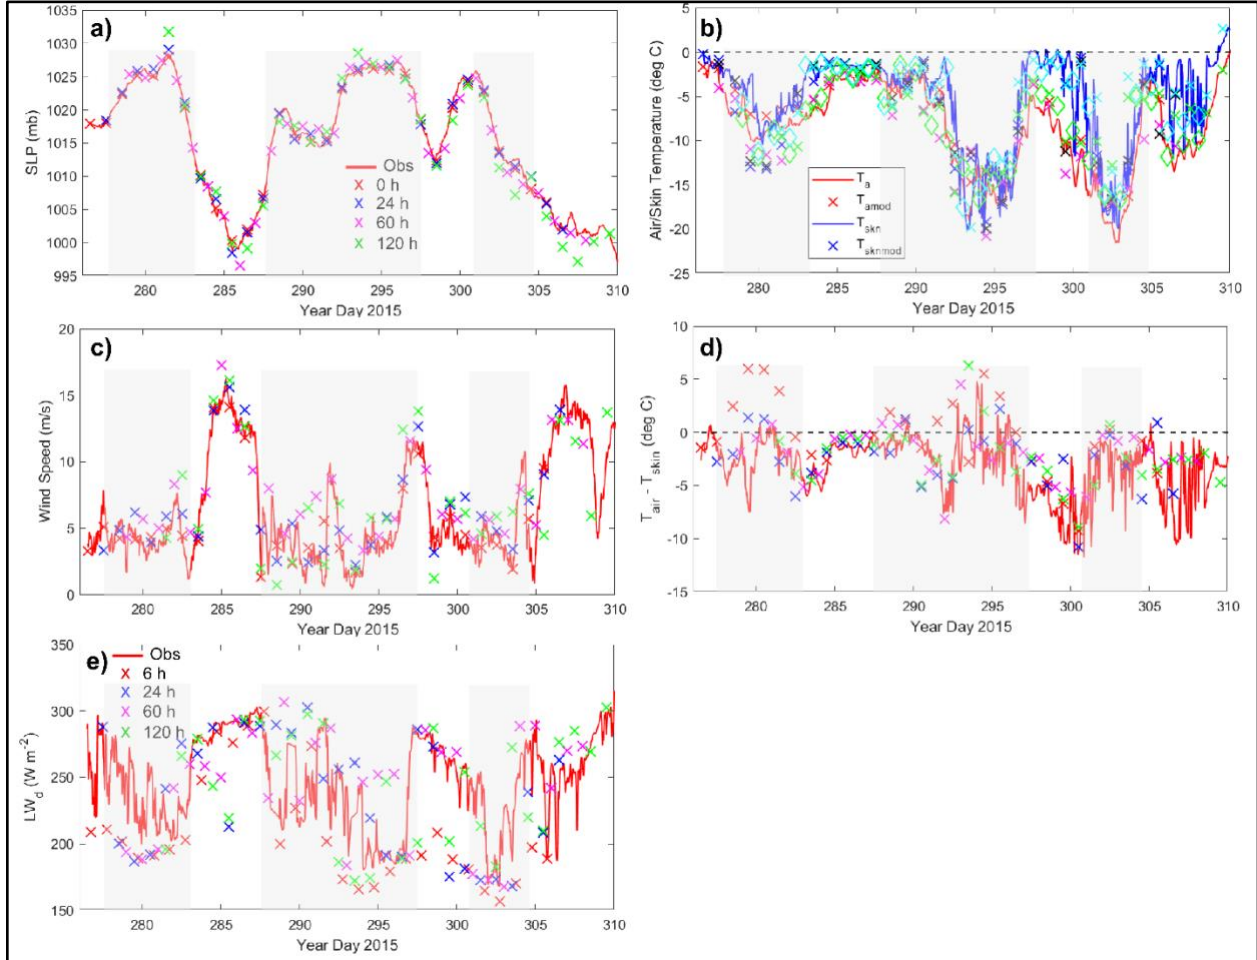 a)
1035
1030
1025
1020
1015
1010
1005
1000
995
SLP (mb)
Obs
0 h
24 h
60 h
120 h
280 285 290 295 300 305 310
Year Day 2015
b)
5
0
-5
-10
-15
-20
-25
Air/Skin Temperature (deg C)
Ta
Tamod
Tskn
Tsknmod
280 285 290 295 300 305 310
Year Day 2015
c)
20
15
10
5
0
Wind Speed (m/s)
280 285 290 295 300 305 310
Year Day 2015
d)
10
5
0
-5
-10
-15
Tair - Tskin (deg C)
280 285 290 295 300 305 310
Year Day 2015
e)
350
300
250
200
150
LWd (W m-2)
Obs
6 h
24 h
60 h
120 h
280 285 290 295 300 305 310
Year Day 2015